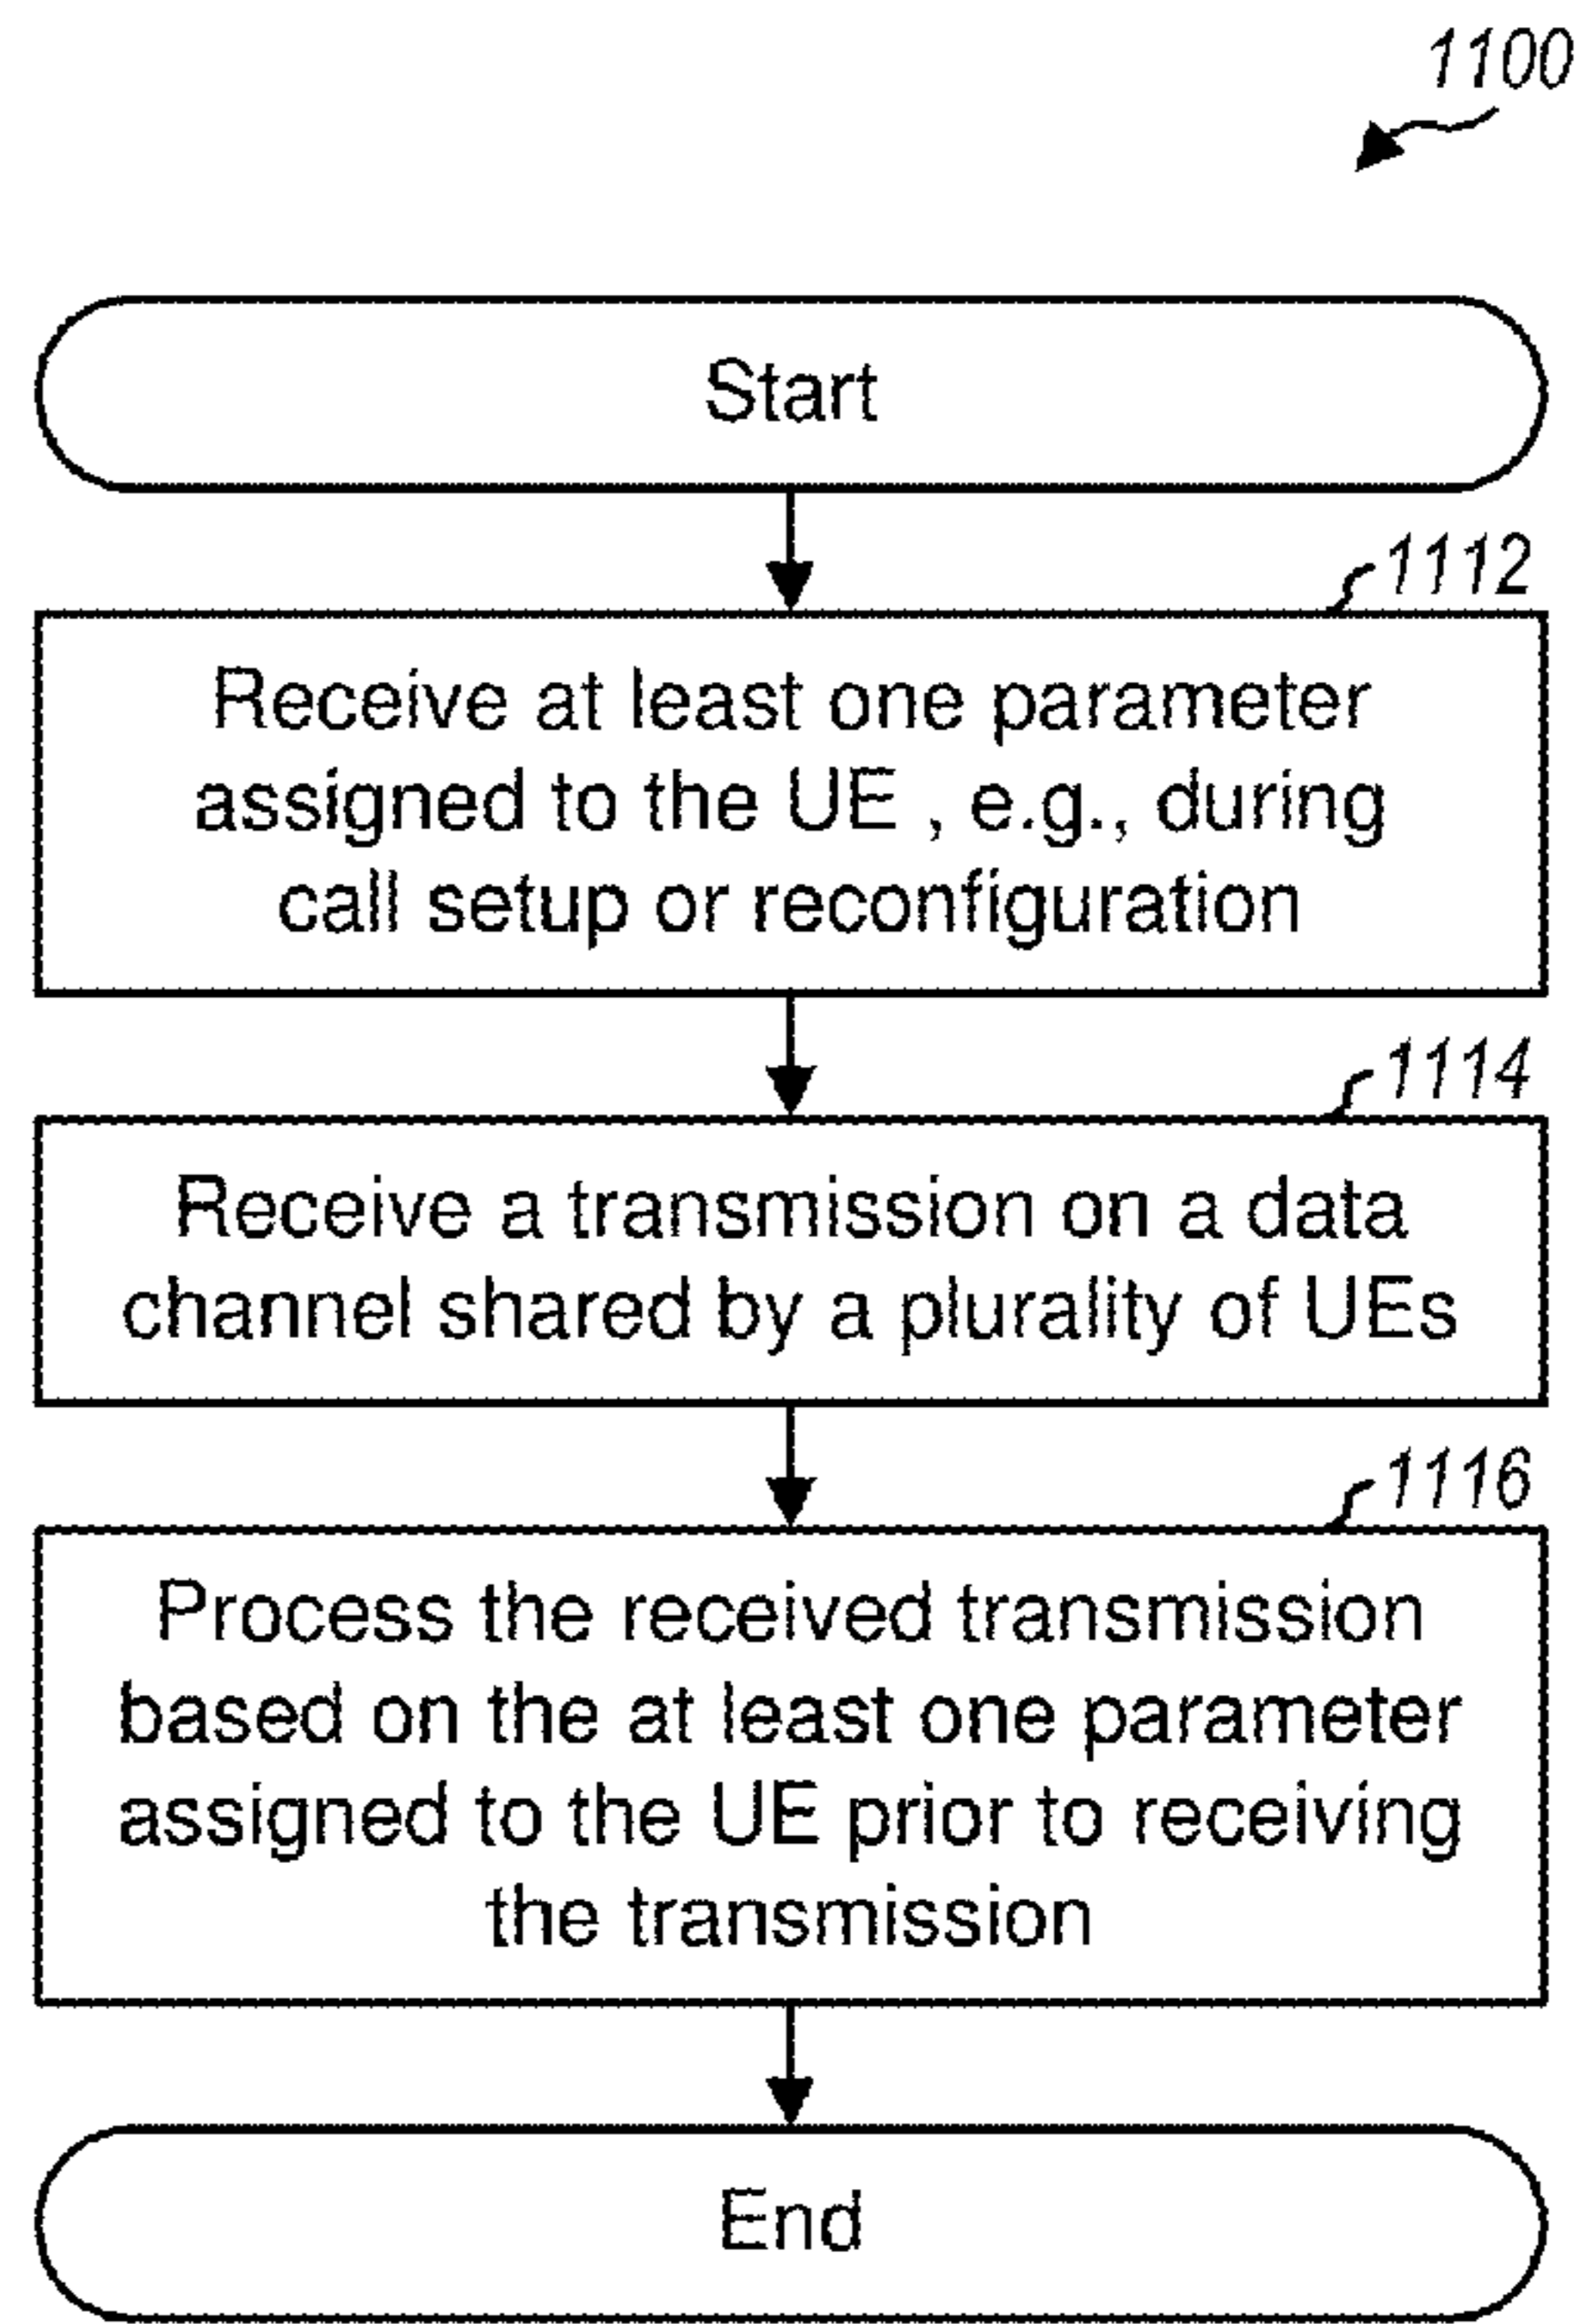 1100
Start
1112
Receive at least one parameter
assigned to the UE , e.g., during
call setup or reconfiguration
1114
Receive a transmission on a data
channel shared by a plurality of UEs
1116
Process the received transmission
based on the at least one parameter
assigned to the UE prior to receiving
the transmission
End